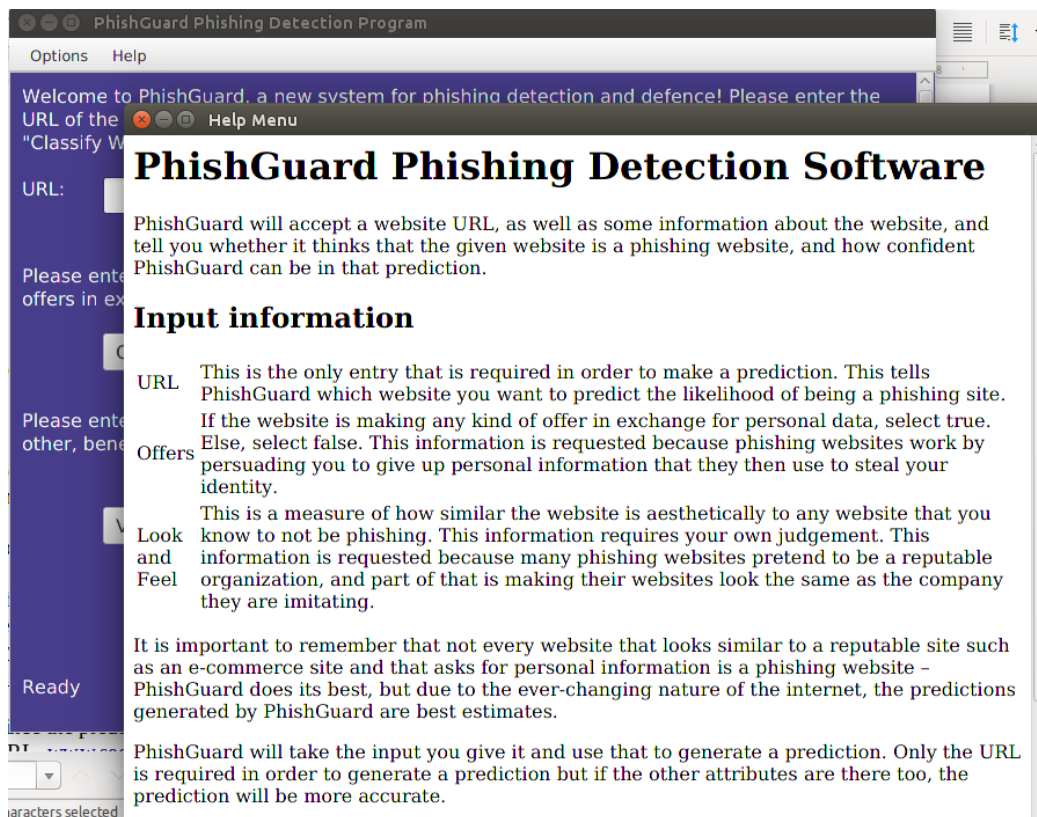 PhishGuard Phishing Detection Program
Options Help
Welcome to PhishGuard, a new system for phishing detection and defence! Please enter the
URL of the
"Classify W
Help Menu
PhishGuard Phishing Detection Software
URL:
PhishGuard will accept a website URL, as well as some information about the website, and
tell you whether it thinks that the given website is a phishing website, and how confident
PhishGuard can be in that prediction.
Please ente
offers in ex
Input information
URL
This is the only entry that is required in order to make a prediction. This tells
PhishGuard which website you want to predict the likelihood of being a phishing site.
Please ente
other, bene
Offers
If the website is making any kind of offer in exchange for personal data, select true.
Else, select false. This information is requested because phishing websites work by
persuading you to give up personal information that they then use to steal your
identity.
Look
and
Feel
This is a measure of how similar the website is aesthetically to any website that you
know to not be phishing. This information requires your own judgement. This
information is requested because many phishing websites pretend to be a reputable
organization, and part of that is making their websites look the same as the company
they are imitating.
It is important to remember that not every website that looks similar to a reputable site such
as an e-commerce site and that asks for personal information is a phishing website –
PhishGuard does its best, but due to the ever-changing nature of the internet, the predictions
generated by PhishGuard are best estimates.
Ready
PhishGuard will take the input you give it and use that to generate a prediction. Only the URL
is required in order to generate a prediction but if the other attributes are there too, the
prediction will be more accurate.
aracters selected
8